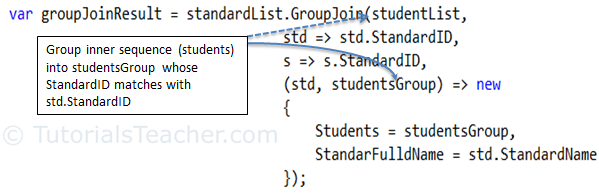 var groupJoinResult = standardList.GroupJoin(studentList,
std => std.StandardID,
s => s.StandardID,
(std, studentsGroup) => new
{
Students = studentsGroup,
StandarFulldName = std.StandardName
});
Group inner sequence (students)
into studentsGroup whose
StandardID matches with
std.StandardID
© TutorialsTeacher.com